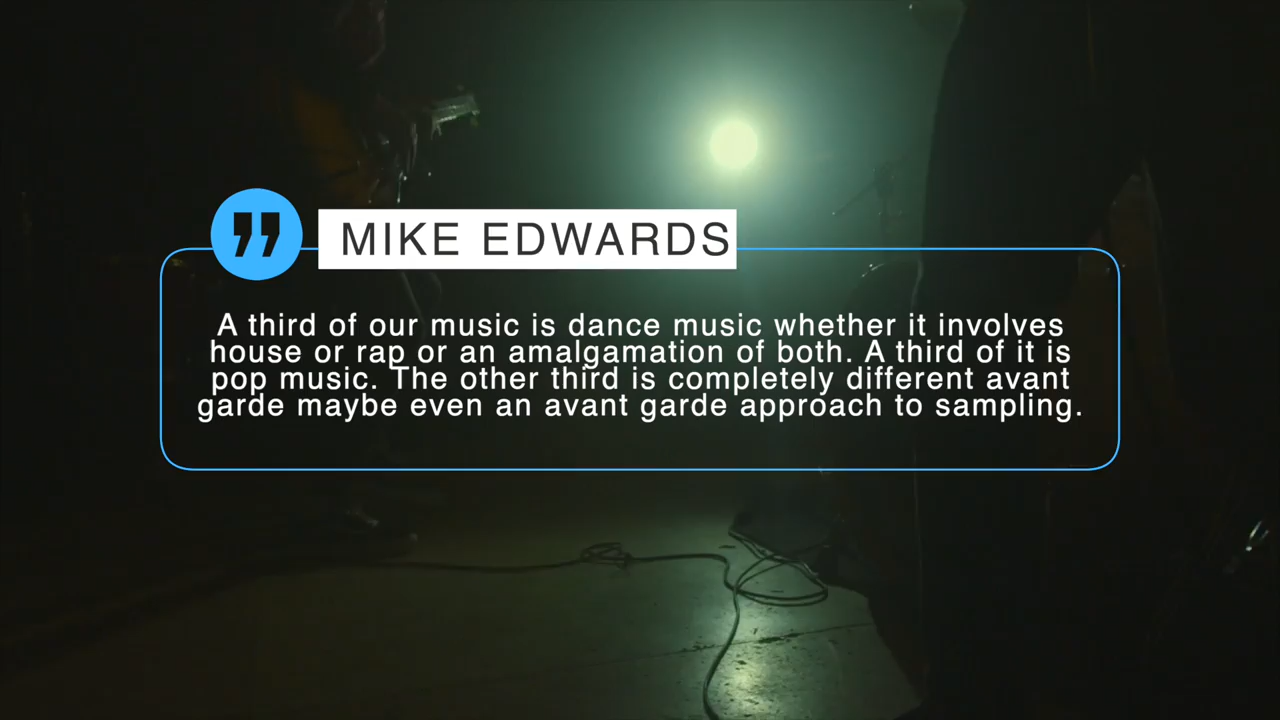 MIKE EDWARDS
A third of our music is dance music whether it involves
house or rap or an amalgamation of both. A third of it is
pop music. The other third is completely different avant
garde maybe even an avant garde approach to sampling.